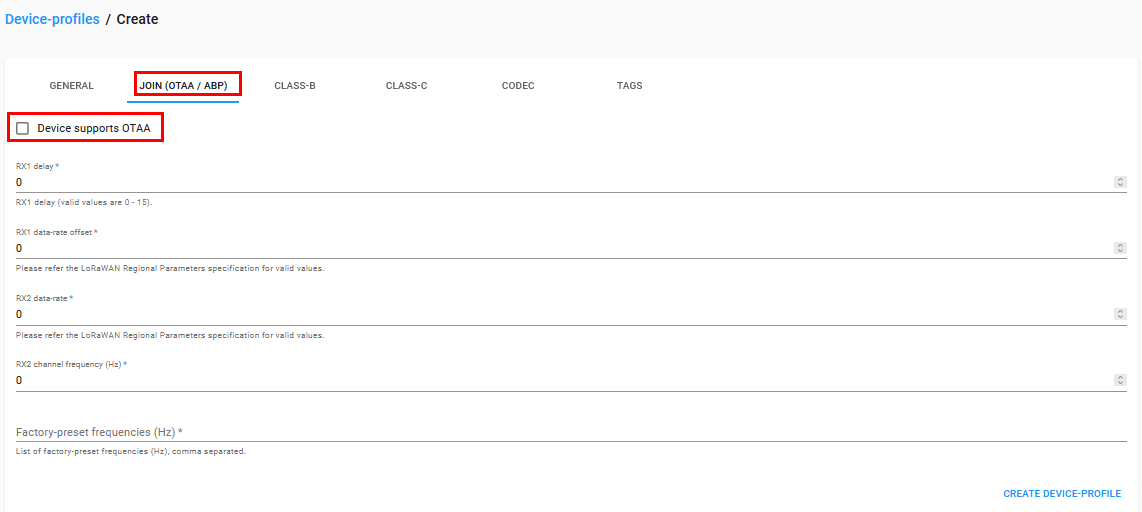 Device-profiles / Create
GENERAL JOIN (OTAA / ABP) CLASS-B CLASS-C CODEC TAGS
Device supports OTAA
RX1 delay *
0
RX1 delay (valid values are 0 - 15).
RX1 data-rate offset *
0
Please refer the LoRaWAN Regional Parameters specification for valid values.
RX2 data-rate *
0
Please refer the LoRaWAN Regional Parameters specification for valid values.
RX2 channel frequency (Hz) *
0
Factory-preset frequencies (Hz) *
List of factory-preset frequencies (Hz), comma separated.
CREATE DEVICE-PROFILE